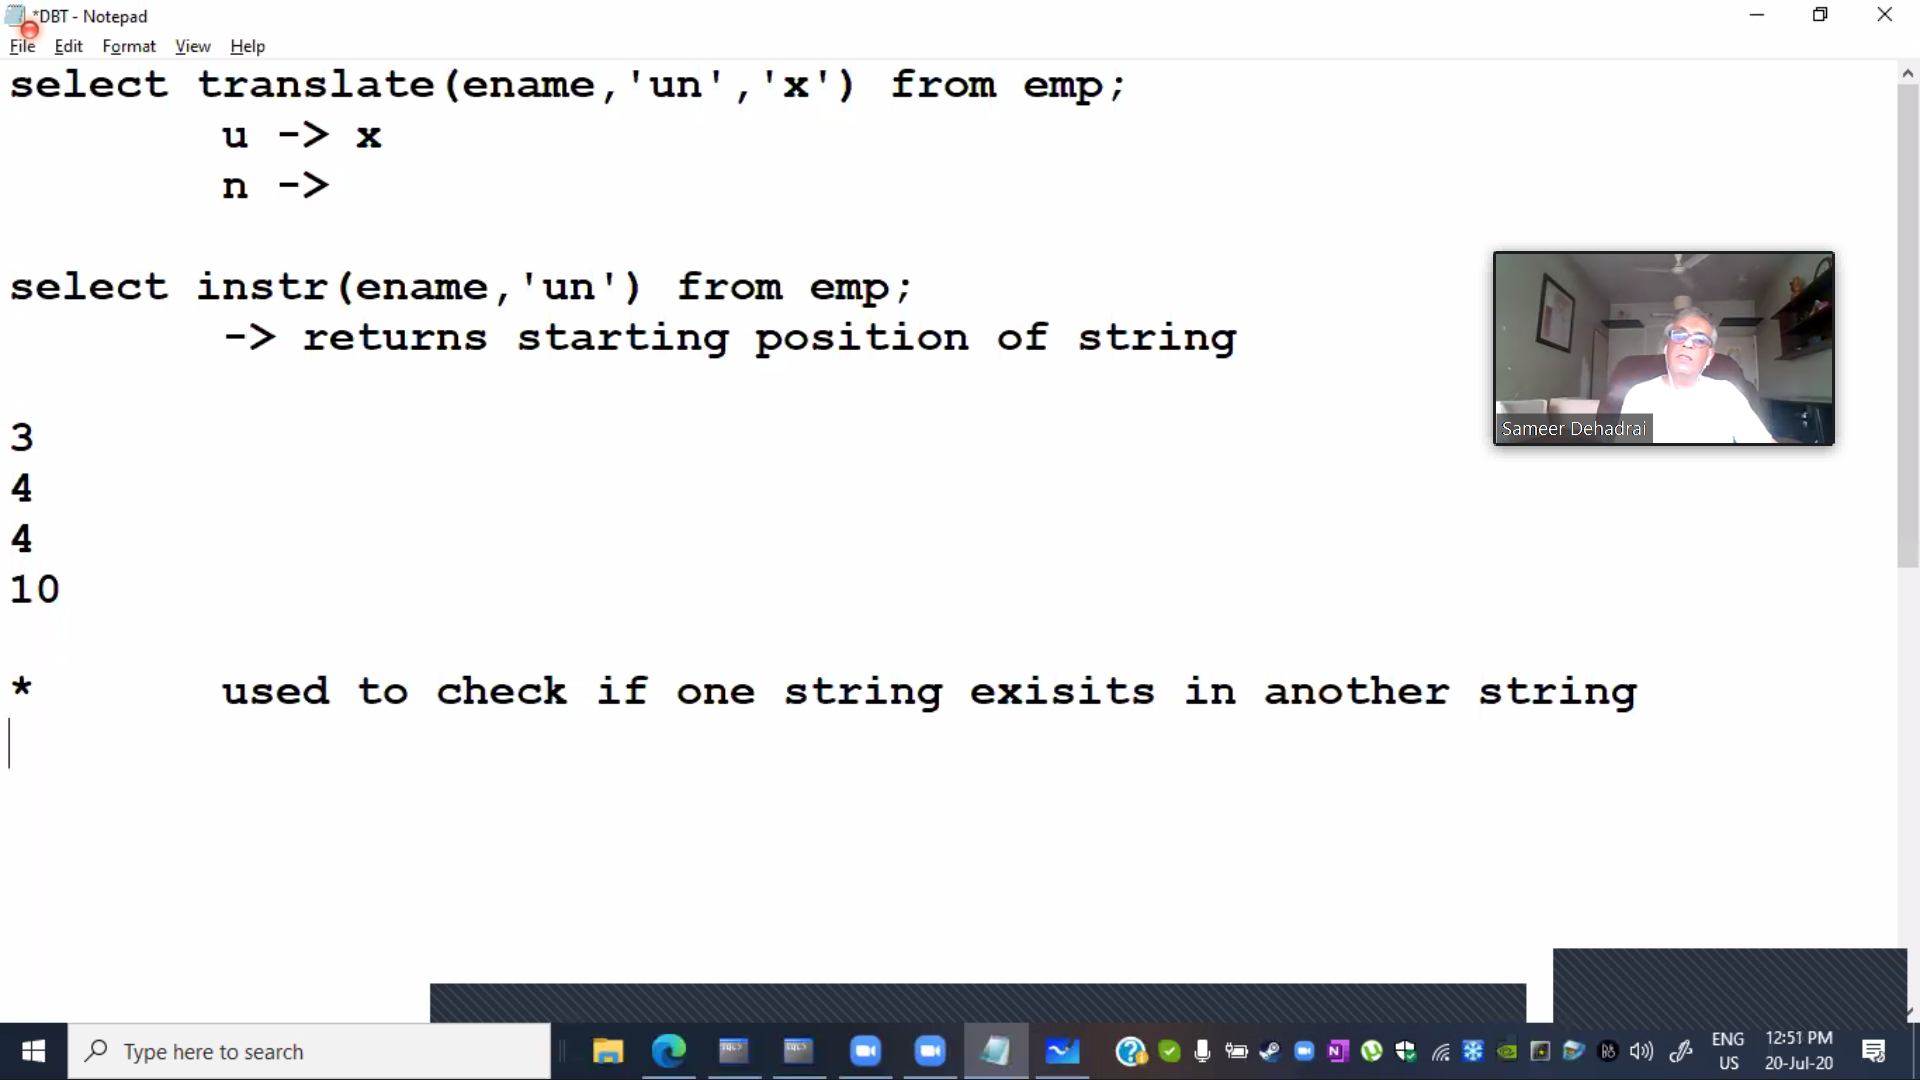 *DBT - Notepad
File Edit Format View Help
select translate(ename,'un','x') from emp;
u -> x
n ->
select instr(ename,'un') from emp;
-> returns starting position of string
3
4
4
10
* used to check if one string exisits in another string
Sameer Dehadrai
Type here to search
ENG
US
12:51 PM
20-Jul-20